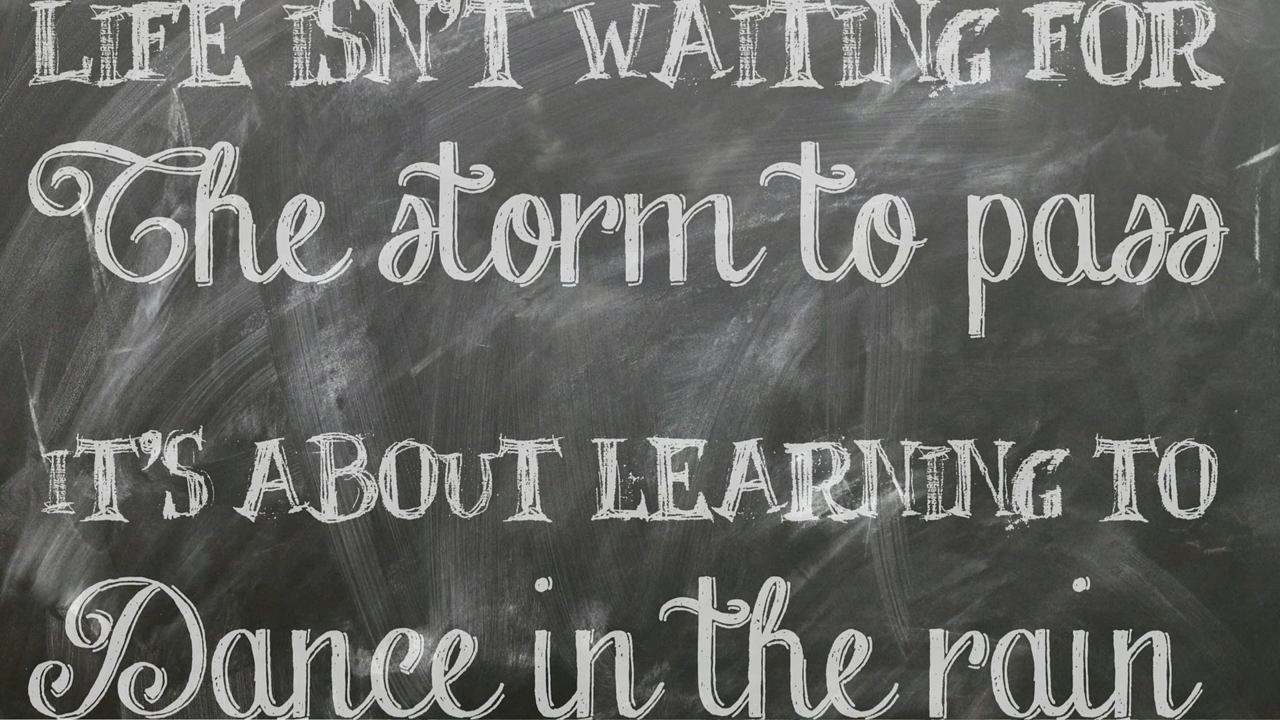 LIFE ISN'T WAITING FOR
The storm to pass
IT'S ABOUT LEARNING TO
Dance in the rain